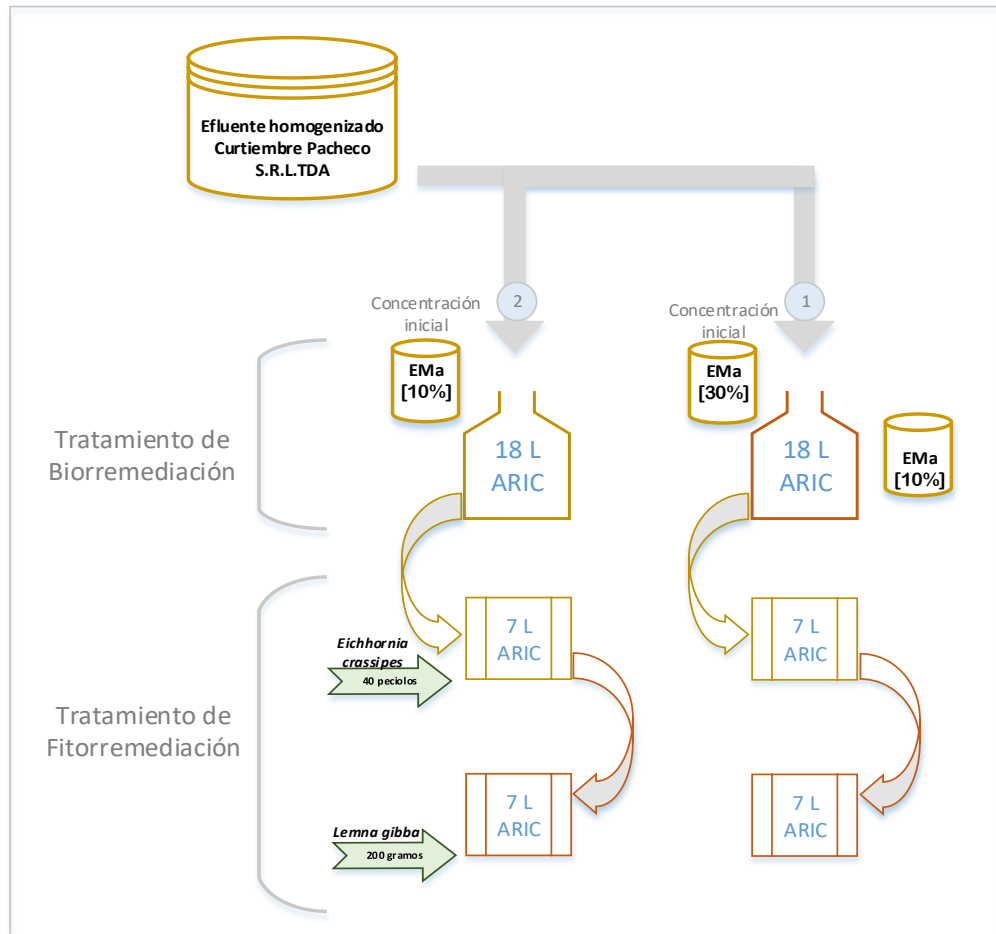 Efluente homogenizado
Curtiembre Pacheco
S.R.L.TDA
2
1
Concentración
inicial
Concentración
inicial
EMa
[10%]
EMa
[30%]
Tratamiento de
Biorremediación
18 L
ARIC
18 L
ARIC
EMa
[10%]
7 L
ARIC
7 L
ARIC
Eichhornia
crassipes
40 peciolos
Tratamiento de
Fitorremediación
7 L
ARIC
7 L
ARIC
Lemna gibba
200 gramos